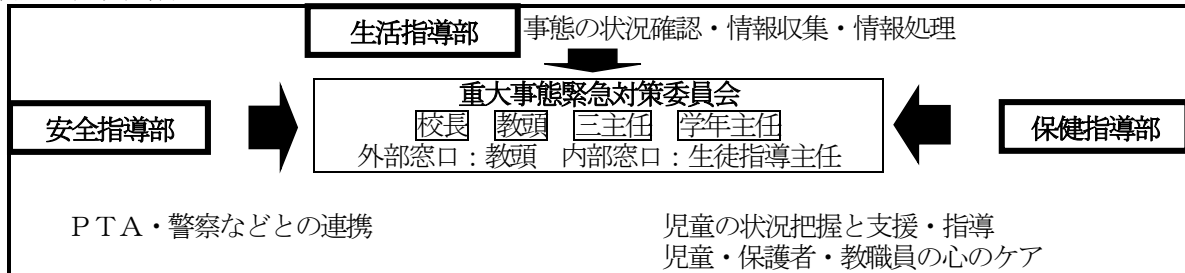 生活指導部 事態の状況確認・情報収集・情報処理
重大事態緊急対策委員会
校長 教頭 三主任 学年主任
外部窓口：教頭 内部窓口：生徒指導主任
安全指導部
保健指導部
ＰＴＡ・警察などとの連携
児童の状況把握と支援・指導
児童・保護者・教職員の心のケア